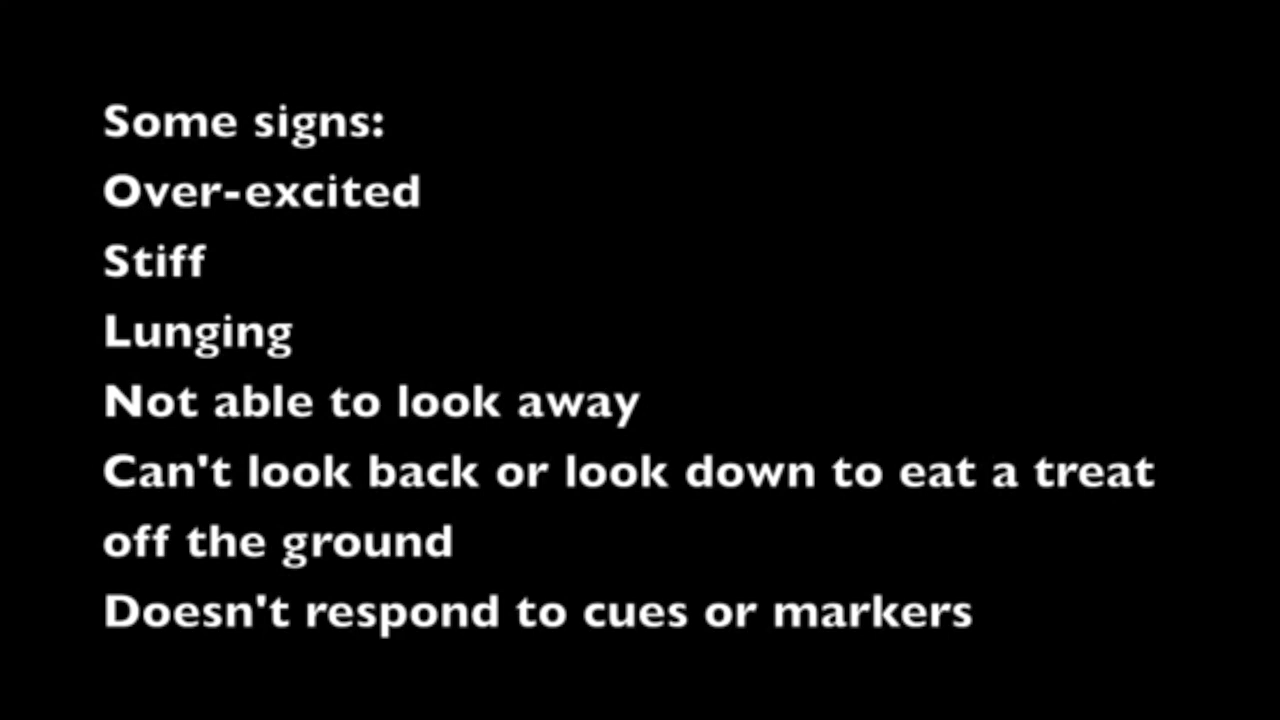 Some signs:
Over-excited
Stiff
Lunging
Not able to look away
Can't look back or look down to eat a treat
off the ground
Doesn't respond to cues or markers